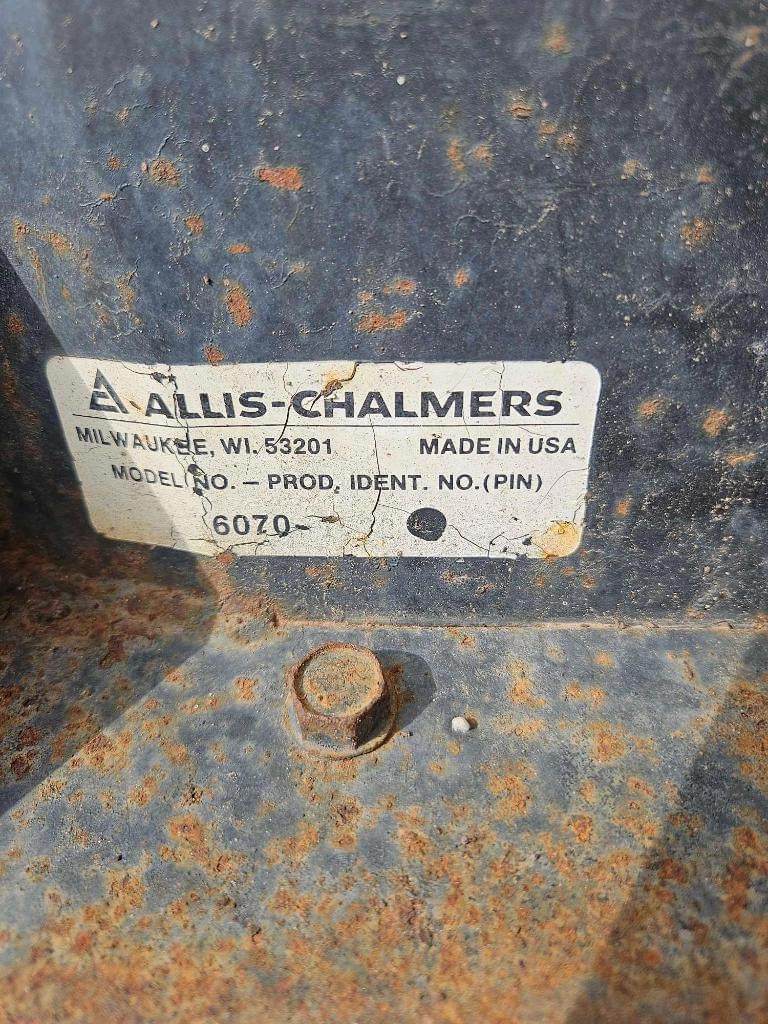 ALLIS-CHALMERS
MILWAUKEE, WI. 53201 MADE IN USA
MODEL NO. – PROD. IDENT. NO. (PIN)
6070-